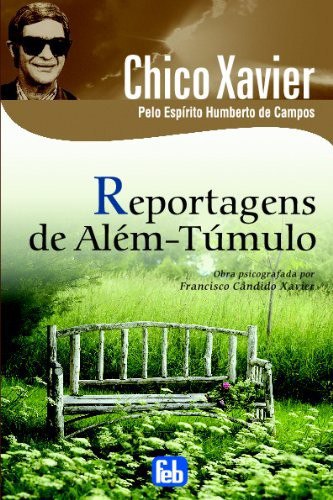 Chico Xavier
Pelo Espírito Humberto de Campos
Reportagens
de Além-Túmulo
Obra psicografada por
Francisco Cândido Xavier
feb